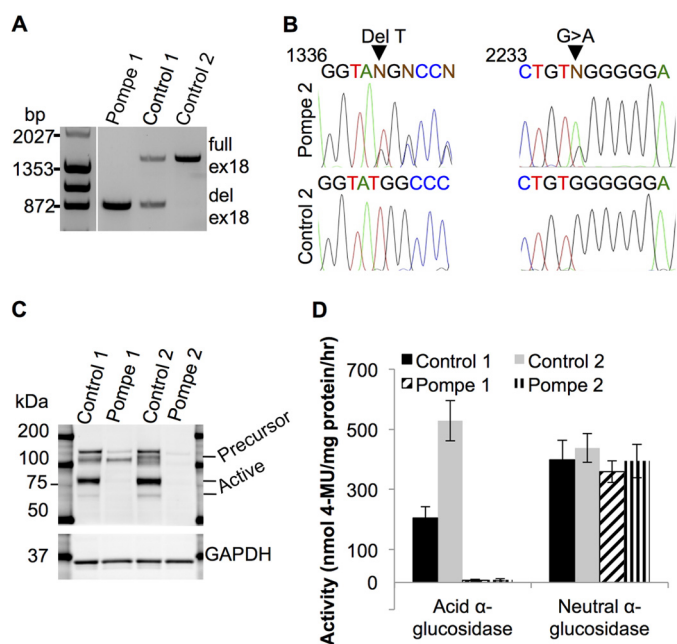 A
Pompe 1
Control 1
Control 2
bp
2027
1353
872
full
ex18
del
ex18
B
Del T
G>A
1336
GGTANGNCCN
2233
CTGTNGGGGGA
Pompe 2
GGTATGGCCC
CTGTGGGGGGA
Control 2
C
Control 1
Pompe 1
Control 2
Pompe 2
kDa
200
100
75
50
37
Precursor
Active
GAPDH
D
Activity (nmol 4-MU/mg protein/hr)
Control 1
Control 2
Pompe 1
Pompe 2
700
500
300
100
0
Acid α-
glucosidase
Neutral α-
glucosidase